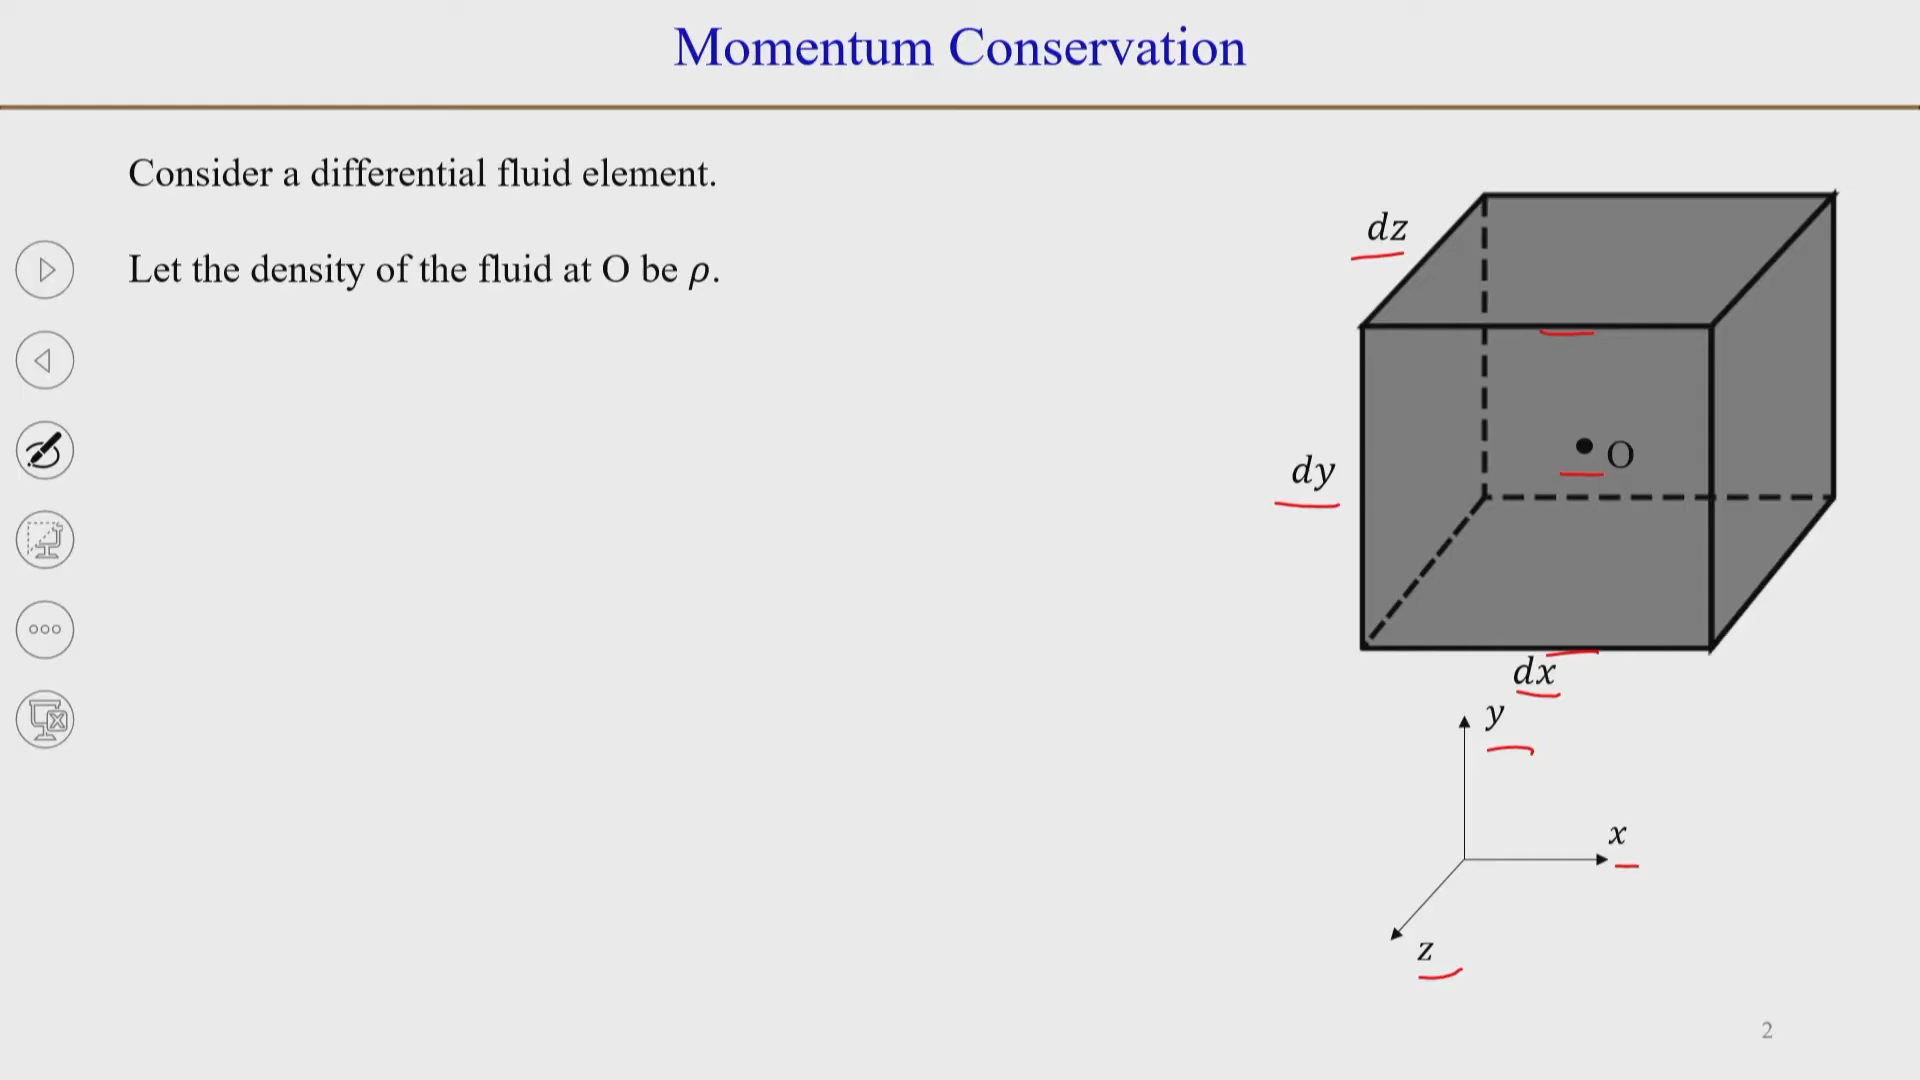 Momentum Conservation
Consider a differential fluid element.
Let the density of the fluid at O be ρ.
dz
dy
O
dx
y
x
z
2